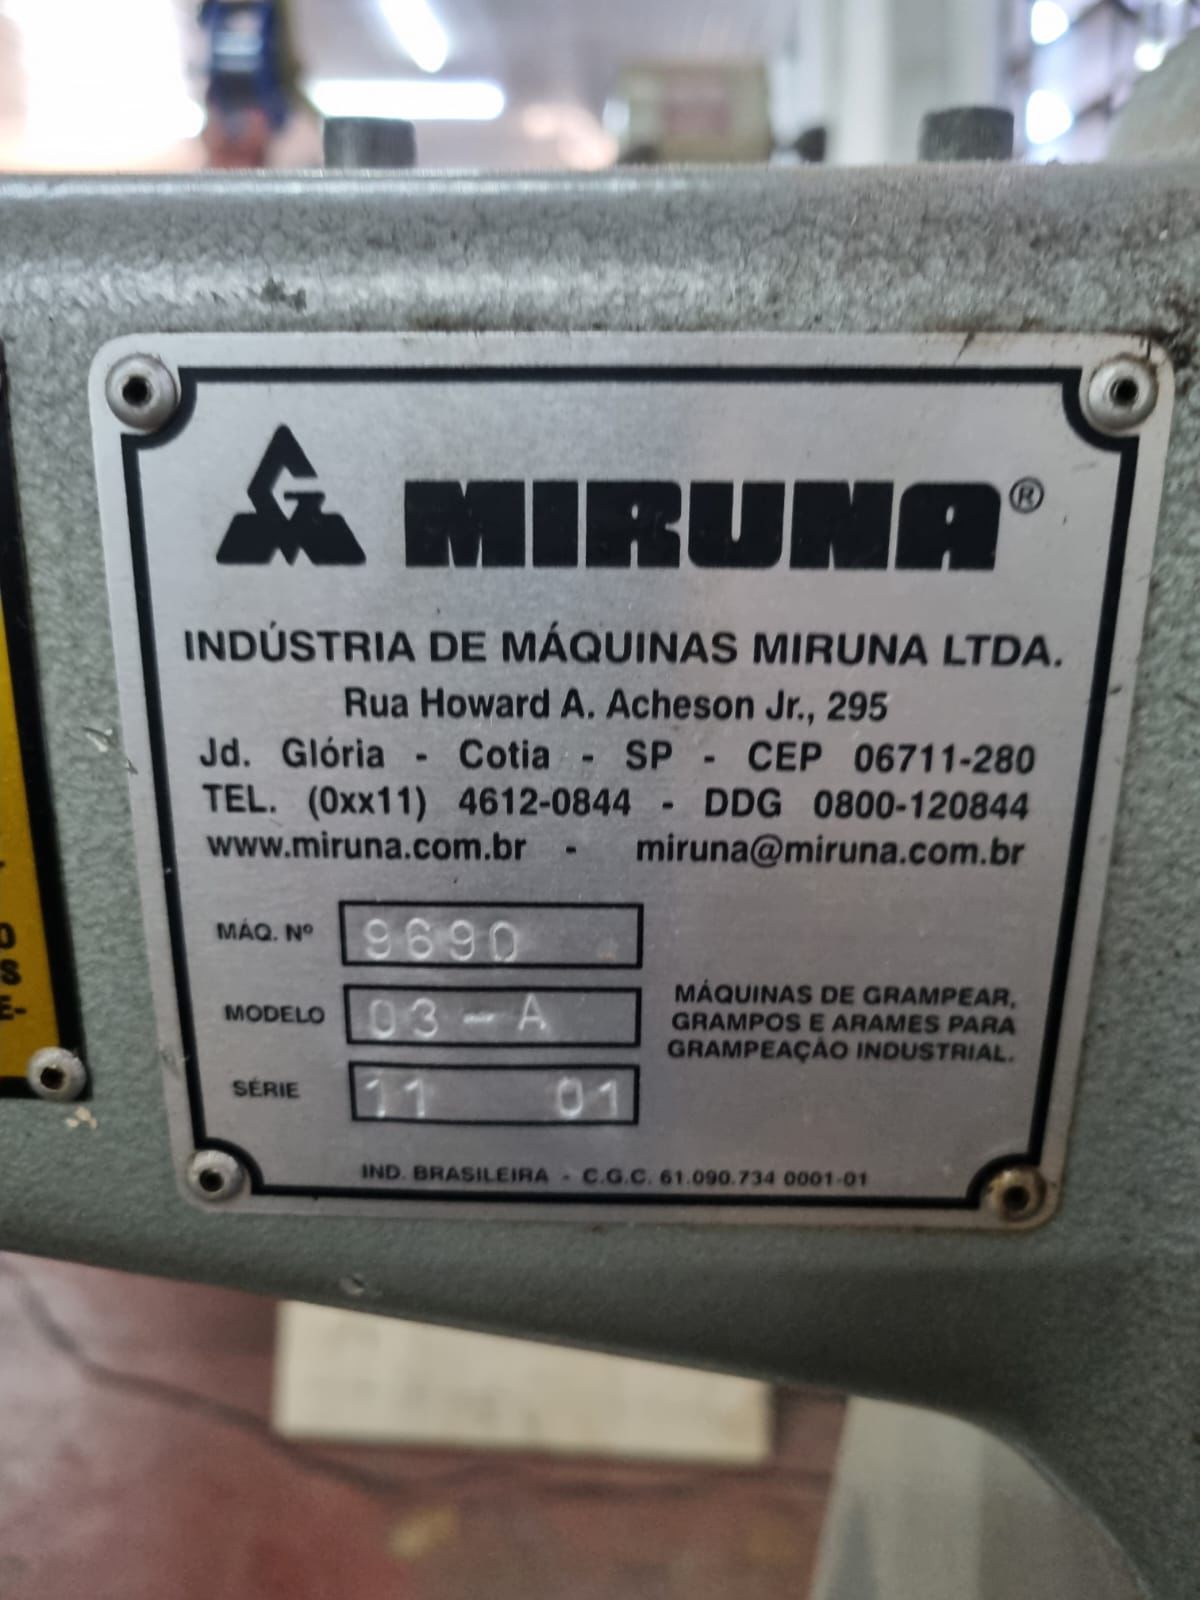 MIRUNA®
INDÚSTRIA DE MÁQUINAS MIRUNA LTDA.
Rua Howard A. Acheson Jr., 295
Jd. Glória - Cotia - SP - CEP 06711-280
TEL. (0xx11) 4612-0844 - DDG 0800-120844
www.miruna.com.br - miruna@miruna.com.br
MÁQ. Nº 9690
MODELO 03-A
SÉRIE 11 01
MÁQUINAS DE GRAMPEAR,
GRAMPOS E ARAMES PARA
GRAMPEAÇÃO INDUSTRIAL.
IND. BRASILEIRA - C.G.C. 61.090.734 0001-01